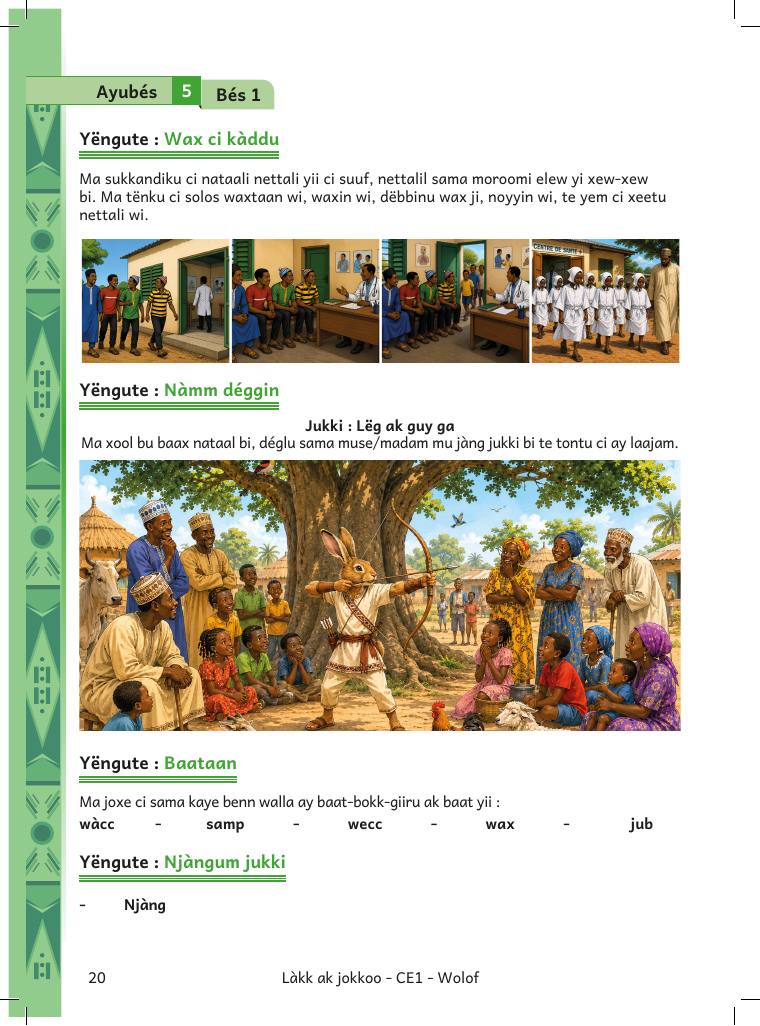 Ayubés 5 Bés 1
Yëngute : Wax ci kàddu
Ma sukkandiku ci nataali nettali yii ci suuf, nettalil sama moroomi elew yi xew-xew
bi. Ma tënku ci solos waxtaan wi, waxin wi, dëbbinu wax ji, noyyin wi, te yem ci xeetu
nettali wi.
CENTRE DE SANTÉ +
Yëngute : Nàmm déggin
Jukki : Lëg ak guy ga
Ma xool bu baax nataal bi, déglu sama muse/madam mu jàng jukki bi te tontu ci ay laajam.
Yëngute : Baataan
Ma joxe ci sama kaye benn walla ay baat-bokk-giiru ak baat yii :
wàcc - samp - wecc - wax - jub
Yëngute : Njàngum jukki
- Njàng
20 Làkk ak jokkoo - CE1 - Wolof